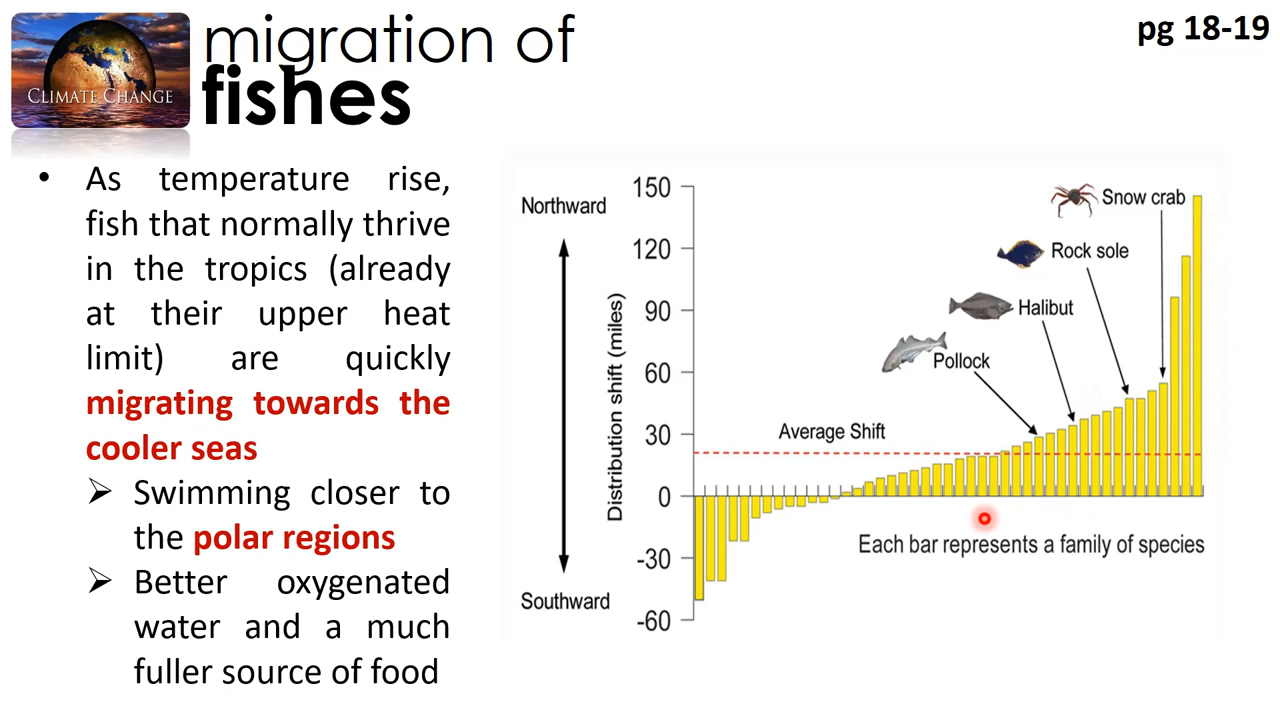 CLIMATE CHANGE
migration of
fishes
pg 18-19
• As temperature rise,
fish that normally thrive
in the tropics (already
at their upper heat
limit) are quickly
migrating towards the
cooler seas
➢ Swimming closer to
the polar regions
➢ Better oxygenated
water and a much
fuller source of food
Northward
Southward
Distribution shift (miles)
150
120
90
60
30
0
-30
-60
Snow crab
Rock sole
Halibut
Pollock
Average Shift
Each bar represents a family of species